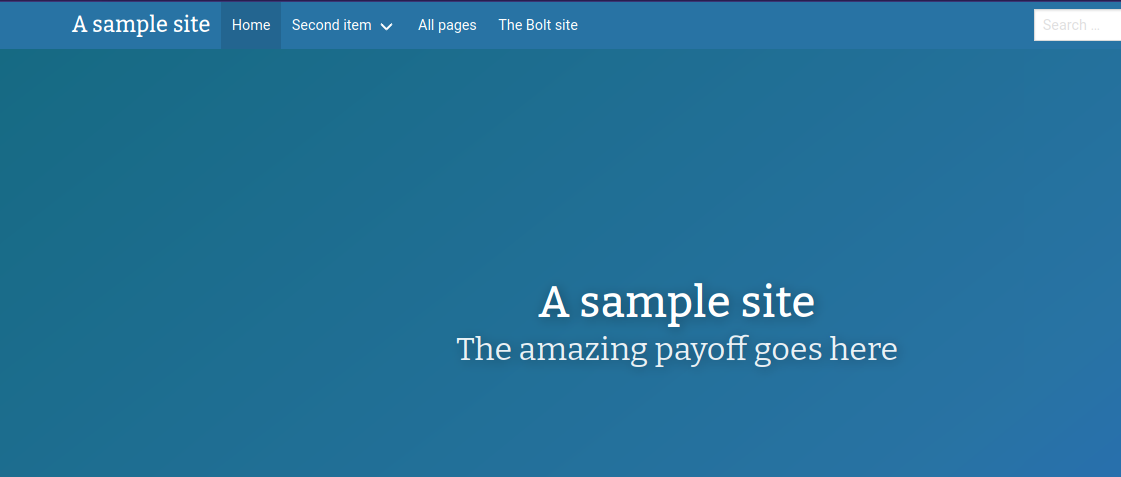 A sample site Home Second item All pages The Bolt site Search ...
A sample site
The amazing payoff goes here